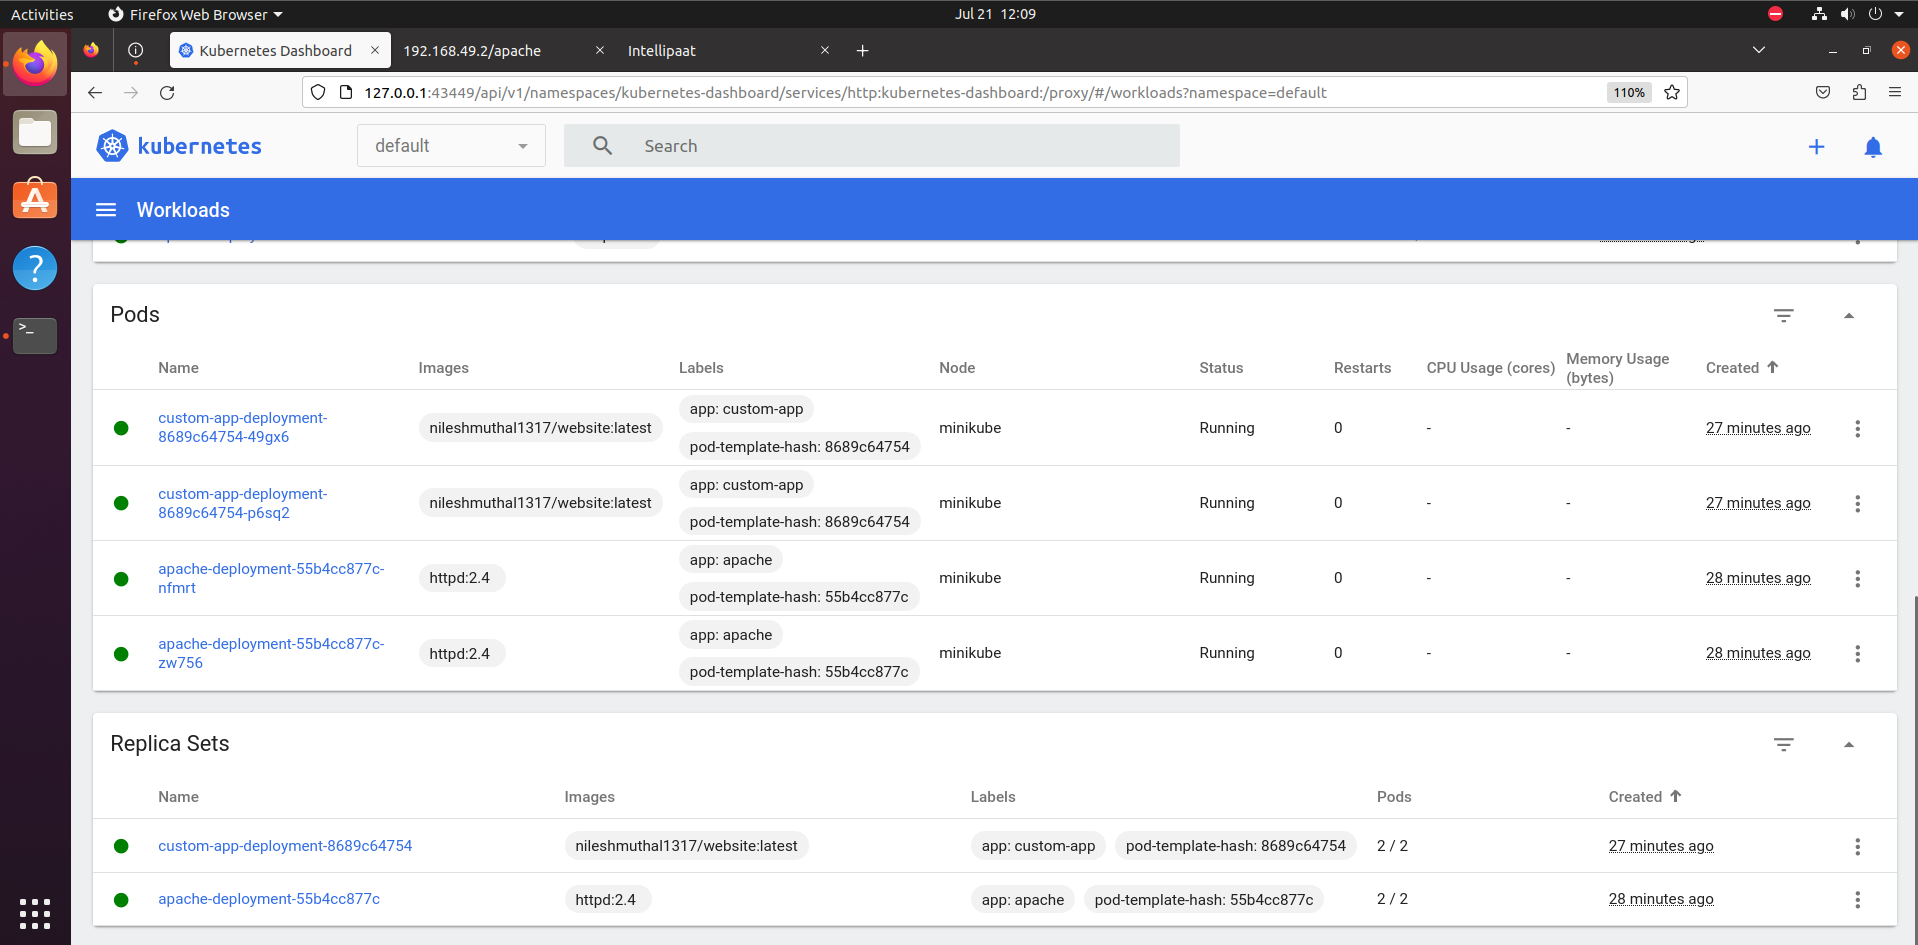 Activities
Firefox Web Browser
Jul 21 12:09
Kubernetes Dashboard
192.168.49.2/apache
Intellipaat
127.0.0.1:43449/api/v1/namespaces/kubernetes-dashboard/services/http:kubernetes-dashboard:/proxy/#/workloads?namespace=default
110%
kubernetes
default
Search
Workloads
Pods
Name Images Labels Node Status Restarts CPU Usage (cores) Memory Usage (bytes) Created
custom-app-deployment-
8689c64754-49gx6
nileshmuthal1317/website:latest
app: custom-app
pod-template-hash: 8689c64754
minikube
Running
0
-
-
27 minutes ago
custom-app-deployment-
8689c64754-p6sq2
nileshmuthal1317/website:latest
app: custom-app
pod-template-hash: 8689c64754
minikube
Running
0
-
-
27 minutes ago
apache-deployment-55b4cc877c-
nfmrt
httpd:2.4
app: apache
pod-template-hash: 55b4cc877c
minikube
Running
0
-
-
28 minutes ago
apache-deployment-55b4cc877c-
zw756
httpd:2.4
app: apache
pod-template-hash: 55b4cc877c
minikube
Running
0
-
-
28 minutes ago
Replica Sets
Name Images Labels Pods Created
custom-app-deployment-8689c64754 nileshmuthal1317/website:latest app: custom-app pod-template-hash: 8689c64754 2 / 2 27 minutes ago
apache-deployment-55b4cc877c httpd:2.4 app: apache pod-template-hash: 55b4cc877c 2 / 2 28 minutes ago